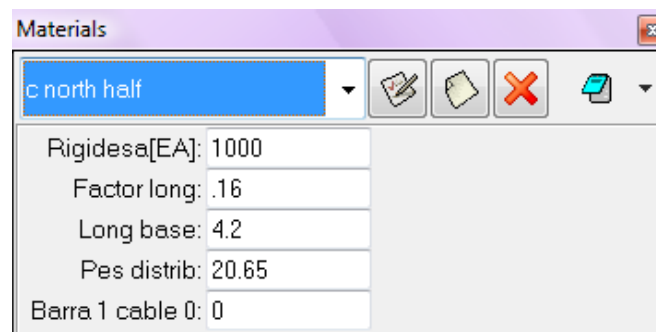 Materials
c north half
Rigidesa[EA]: 1000
Factor long: .16
Long base: 4.2
Pes distrib: 20.65
Barra 1 cable 0: 0